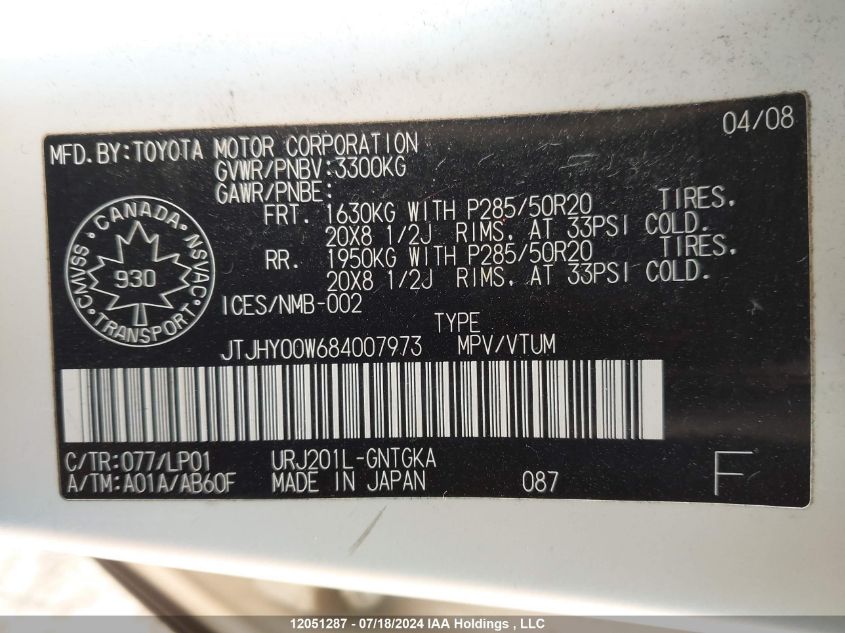 04/08
MFD.BY:TOYOTA MOTOR CORPORATION
GVWR/PNBV:3300KG
GAWR/PNBE:
FRT. 1630KG WITH P285/50R20 TIRES,
20X8 1/2J RIMS, AT 33PSI COLD.
RR. 1950KG WITH P285/50R20 TIRES,
20X8 1/2J RIMS, AT 33PSI COLD.
CANADA
CMVSS NSVAC
930
TRANSPORT
ICES/NMB-002
TYPE
JTJHY00W684007973 MPV/VTUM
C/TR:077/LP01 URJ201L-GNTGKA
A/TM:A01A/AB60F MADE IN JAPAN 087 F
12051287 - 07/18/2024 IAA Holdings, LLC/